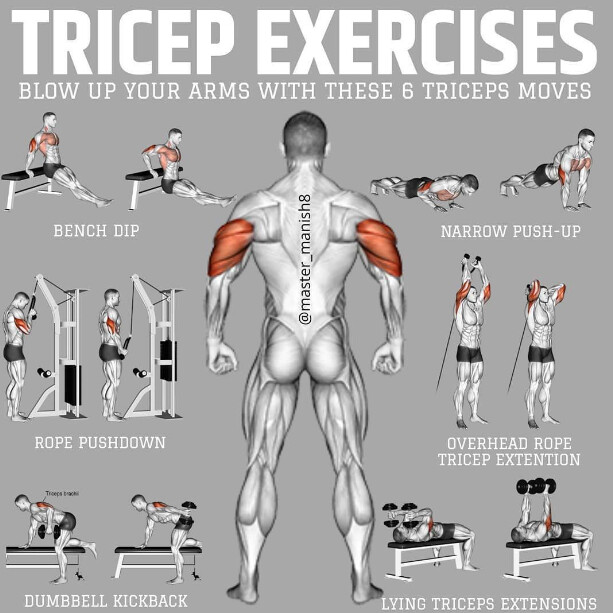 TRICEP EXERCISES
BLOW UP YOUR ARMS WITH THESE 6 TRICEPS MOVES
BENCH DIP
NARROW PUSH-UP
@master_manish8
ROPE PUSHDOWN
OVERHEAD ROPE
TRICEP EXTENTION
Triceps brachii
DUMBBELL KICKBACK
LYING TRICEPS EXTENSIONS